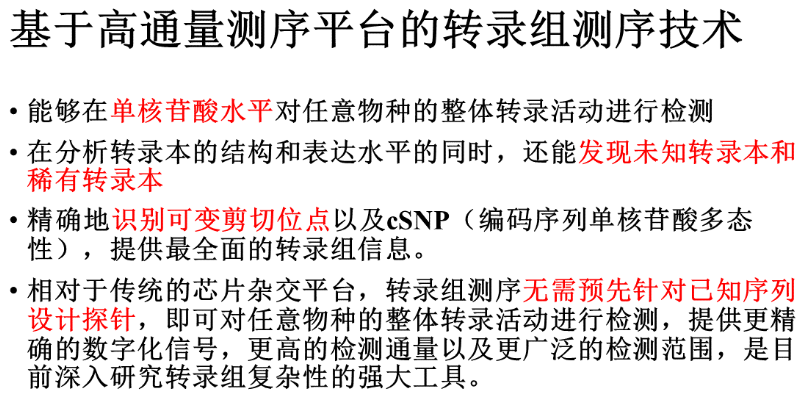 基于高通量测序平台的转录组测序技术
• 能够在单核苷酸水平对任意物种的整体转录活动进行检测
• 在分析转录本的结构和表达水平的同时，还能发现未知转录本和
稀有转录本
• 精确地识别可变剪切位点以及cSNP（编码序列单核苷酸多态
性），提供最全面的转录组信息。
• 相对于传统的芯片杂交平台，转录组测序无需预先针对已知序列
设计探针，即可对任意物种的整体转录活动进行检测，提供更精
确的数字化信号，更高的检测通量以及更广泛的检测范围，是目
前深入研究转录组复杂性的强大工具。